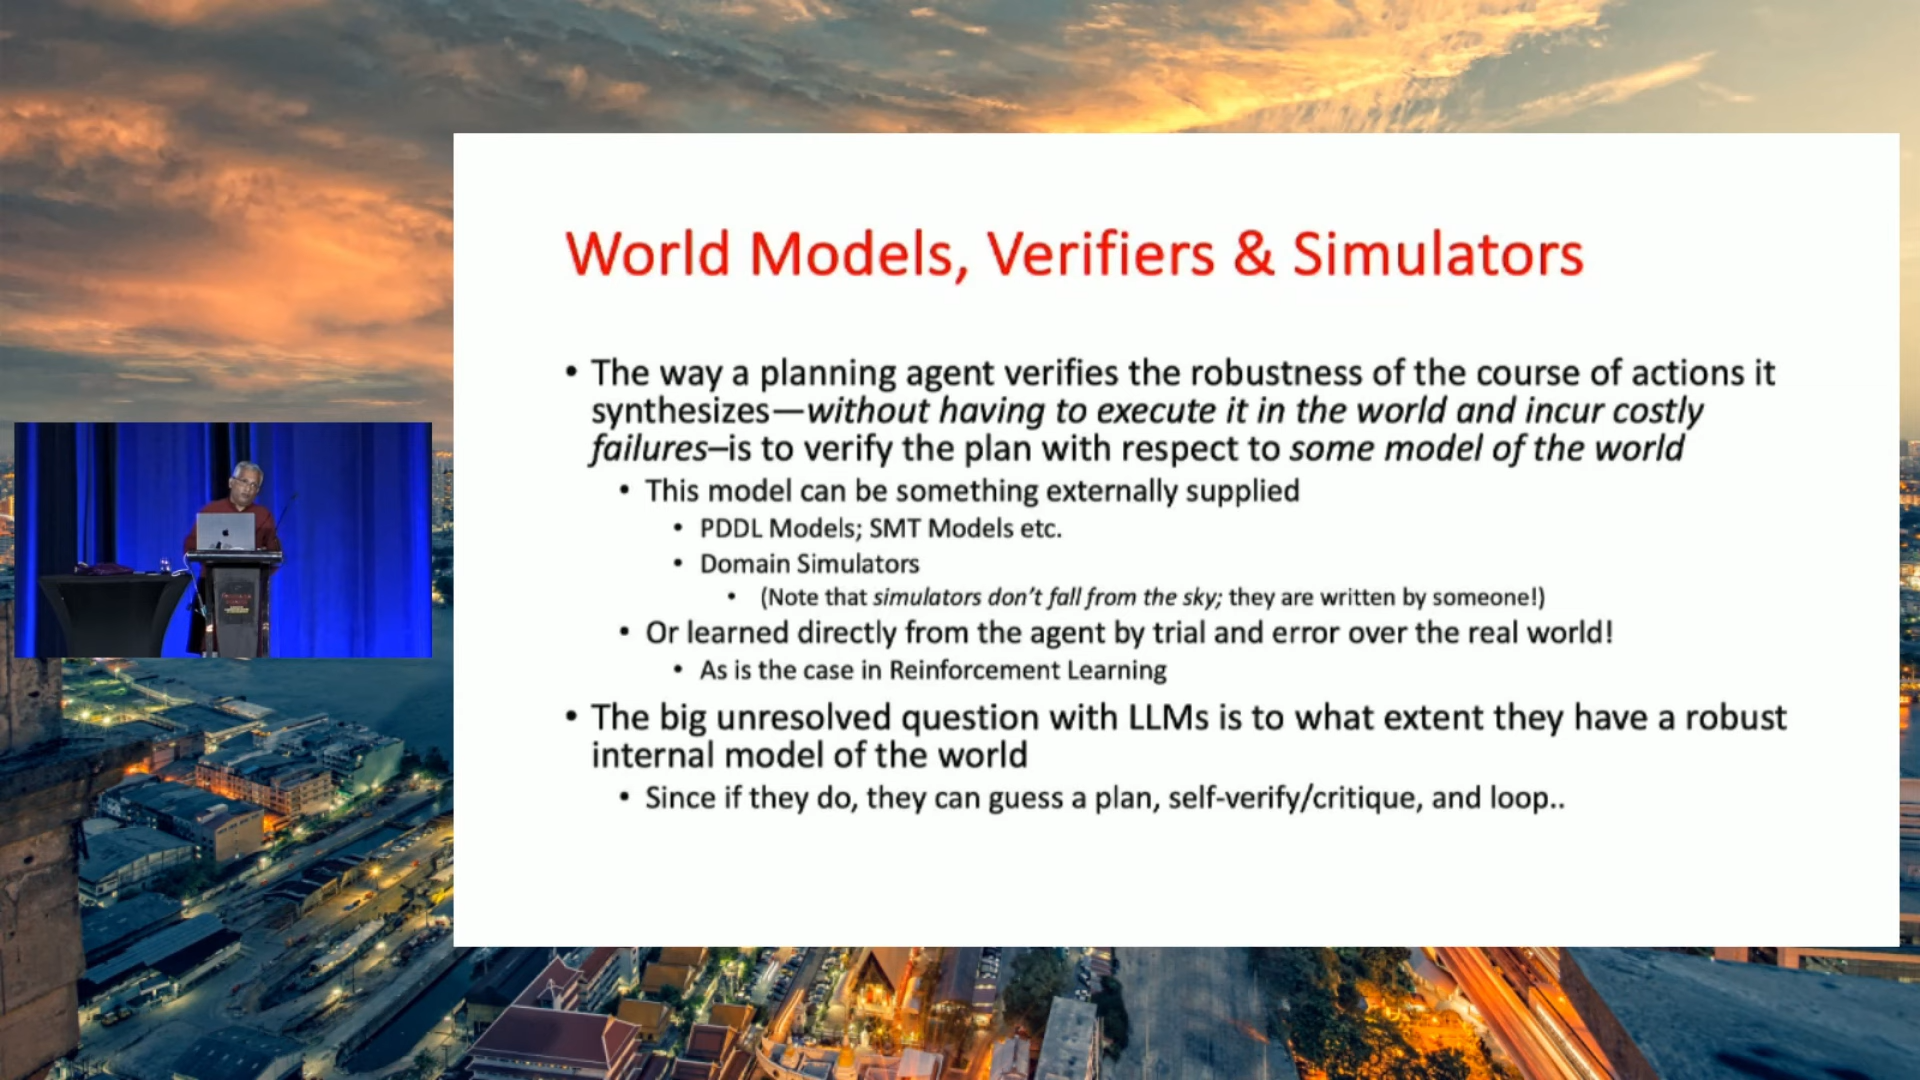 World Models, Verifiers & Simulators
• The way a planning agent verifies the robustness of the course of actions it
synthesizes—without having to execute it in the world and incur costly
failures–is to verify the plan with respect to some model of the world
• This model can be something externally supplied
• PDDL Models; SMT Models etc.
• Domain Simulators
• (Note that simulators don't fall from the sky; they are written by someone!)
• Or learned directly from the agent by trial and error over the real world!
• As is the case in Reinforcement Learning
• The big unresolved question with LLMs is to what extent they have a robust
internal model of the world
• Since if they do, they can guess a plan, self-verify/critique, and loop..